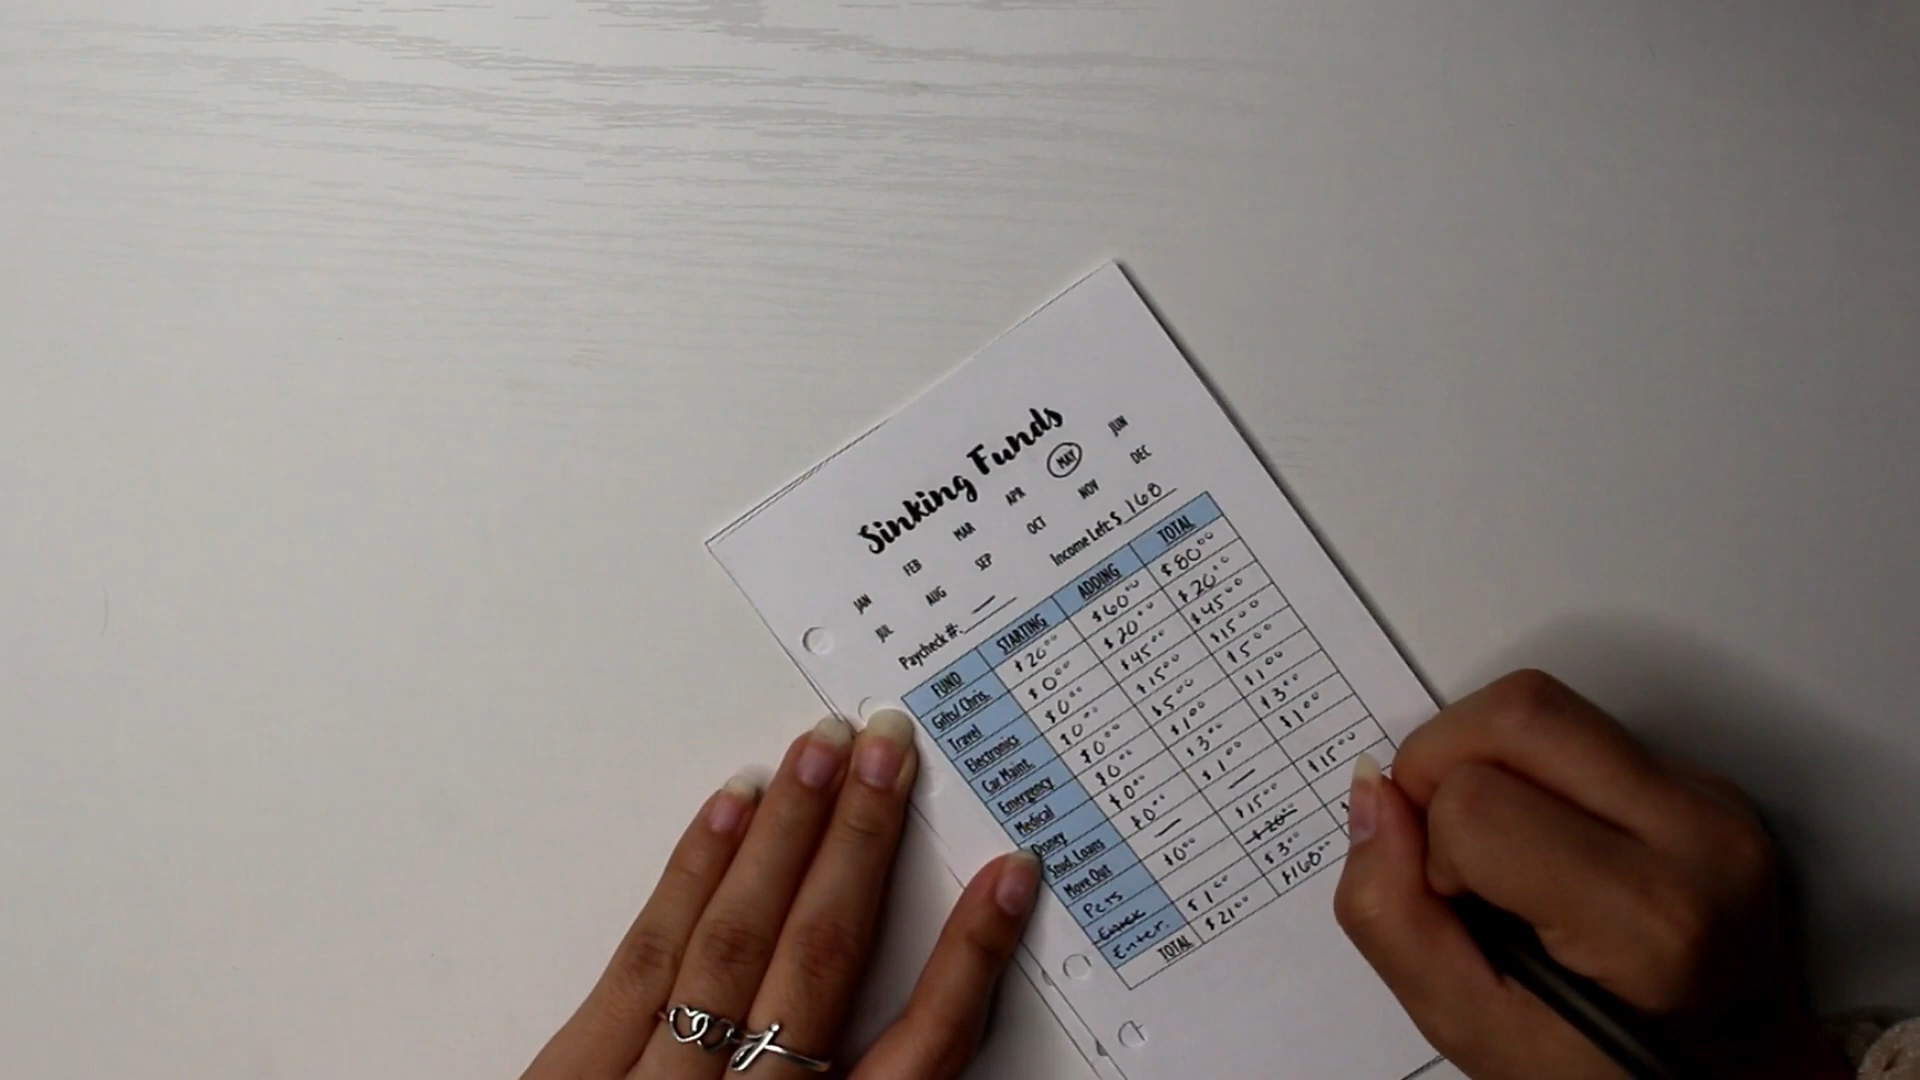 Sinking Funds
JAN FEB MAR APR MAY JUN
JUL AUG SEP OCT NOV DEC
Paycheck #: — Income Left: $ 168
FUND STARTING ADDING TOTAL
Gifts/ Chris. $20.00 $60.00 $80.00
Travel $0.00 $20.00 $20.00
Electronics $0.00 $45.00 $45.00
Car Maint. $0.00 $15.00 $15.00
Emergency $0.00 $5.00 $5.00
Medical $0.00 $1.00 $1.00
Disney $0.00 $3.00 $3.00
Stud. Loans $0.00 $1.00 $1.00
Move Out — —
Pets $0.00 $15.00 $15.00
$20.00
Enter. $1.00 $3.00 $
TOTAL $21.00 $168.00